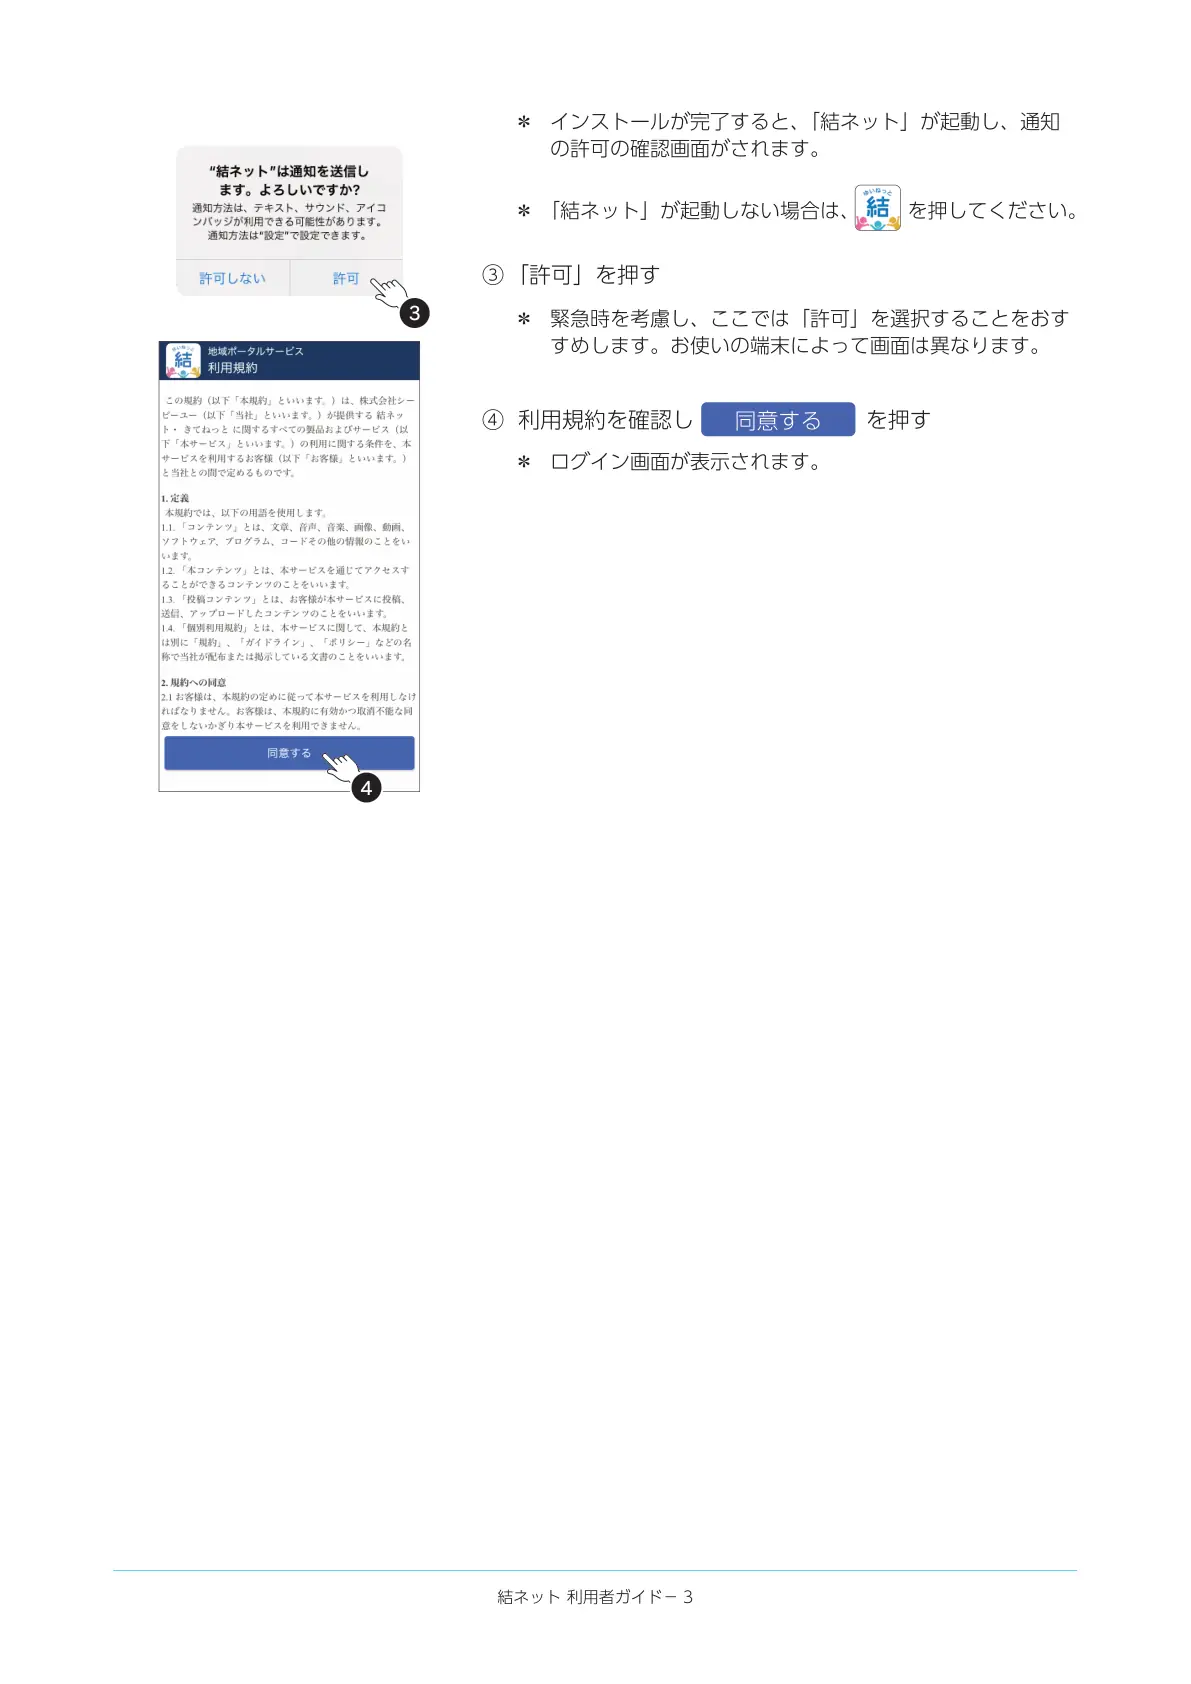 ＊ インストールが完了すると、「結ネット」が起動し、通知
の許可の確認画面がされます。
＊ 「結ネット」が起動しない場合は、
ゆいねっと
結
を押してください。
③「許可」を押す
＊ 緊急時を考慮し、ここでは「許可」を選択することをおす
すめします。お使いの端末によって画面は異なります。
④ 利用規約を確認し 同意する を押す
＊ ログイン画面が表示されます。
“結ネット”は通知を送信し
ます。よろしいですか?
通知方法は、テキスト、サウンド、アイコ
ンバッジが利用できる可能性があります。
通知方法は“設定”で設定できます。
許可しない 許可
3
ゆいねっと
結
地域ポータルサービス
利用規約
この規約（以下「本規約」といいます。）は、株式会社シー
ピーユー（以下「当社」といいます。）が提供する 結ネッ
ト・ きてねっと に関するすべての製品およびサービス（以
下「本サービス」といいます。）の利用に関する条件を、本
サービスを利用するお客様（以下「お客様」といいます。）
と当社との間で定めるものです。
1. 定義
本規約では、以下の用語を使用します。
1.1. 「コンテンツ」とは、文章、音声、音楽、画像、動画、
ソフトウェア、プログラム、コードその他の情報のことをい
います。
1.2. 「本コンテンツ」とは、本サービスを通じてアクセスす
ることができるコンテンツのことをいいます。
1.3. 「投稿コンテンツ」とは、お客様が本サービスに投稿、
送信、アップロードしたコンテンツのことをいいます。
1.4. 「個別利用規約」とは、本サービスに関して、本規約と
は別に「規約」、「ガイドライン」、「ポリシー」などの名
称で当社が配布または掲示している文書のことをいいます。
2. 規約への同意
2.1 お客様は、本規約の定めに従って本サービスを利用しなけ
ればなりません。お客様は、本規約に有効かつ取消不能な同
意をしないかぎり本サービスを利用できません。
同意する
4
結ネット 利用者ガイド− 3